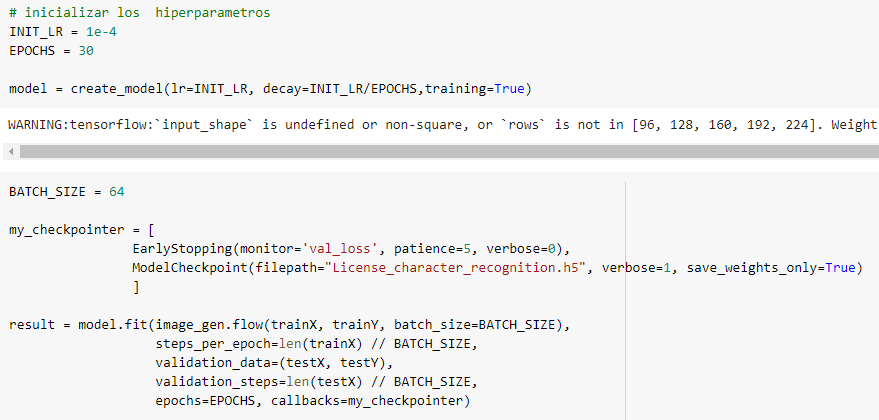 # inicializar los  hiperparametros
INIT_LR = 1e-4
EPOCHS = 30
model = create_model(lr=INIT_LR, decay=INIT_LR/EPOCHS,training=True)
WARNING:tensorflow:`input_shape` is undefined or non-square, or `rows` is not in [96, 128, 160, 192, 224]. Weight
BATCH_SIZE = 64
my_checkpointer = [
                EarlyStopping(monitor='val_loss', patience=5, verbose=0),
                ModelCheckpoint(filepath="License_character_recognition.h5", verbose=1, save_weights_only=True)
                ]
result = model.fit(image_gen.flow(trainX, trainY, batch_size=BATCH_SIZE),
                   steps_per_epoch=len(trainX) // BATCH_SIZE,
                   validation_data=(testX, testY),
                   validation_steps=len(testX) // BATCH_SIZE,
                   epochs=EPOCHS, callbacks=my_checkpointer)